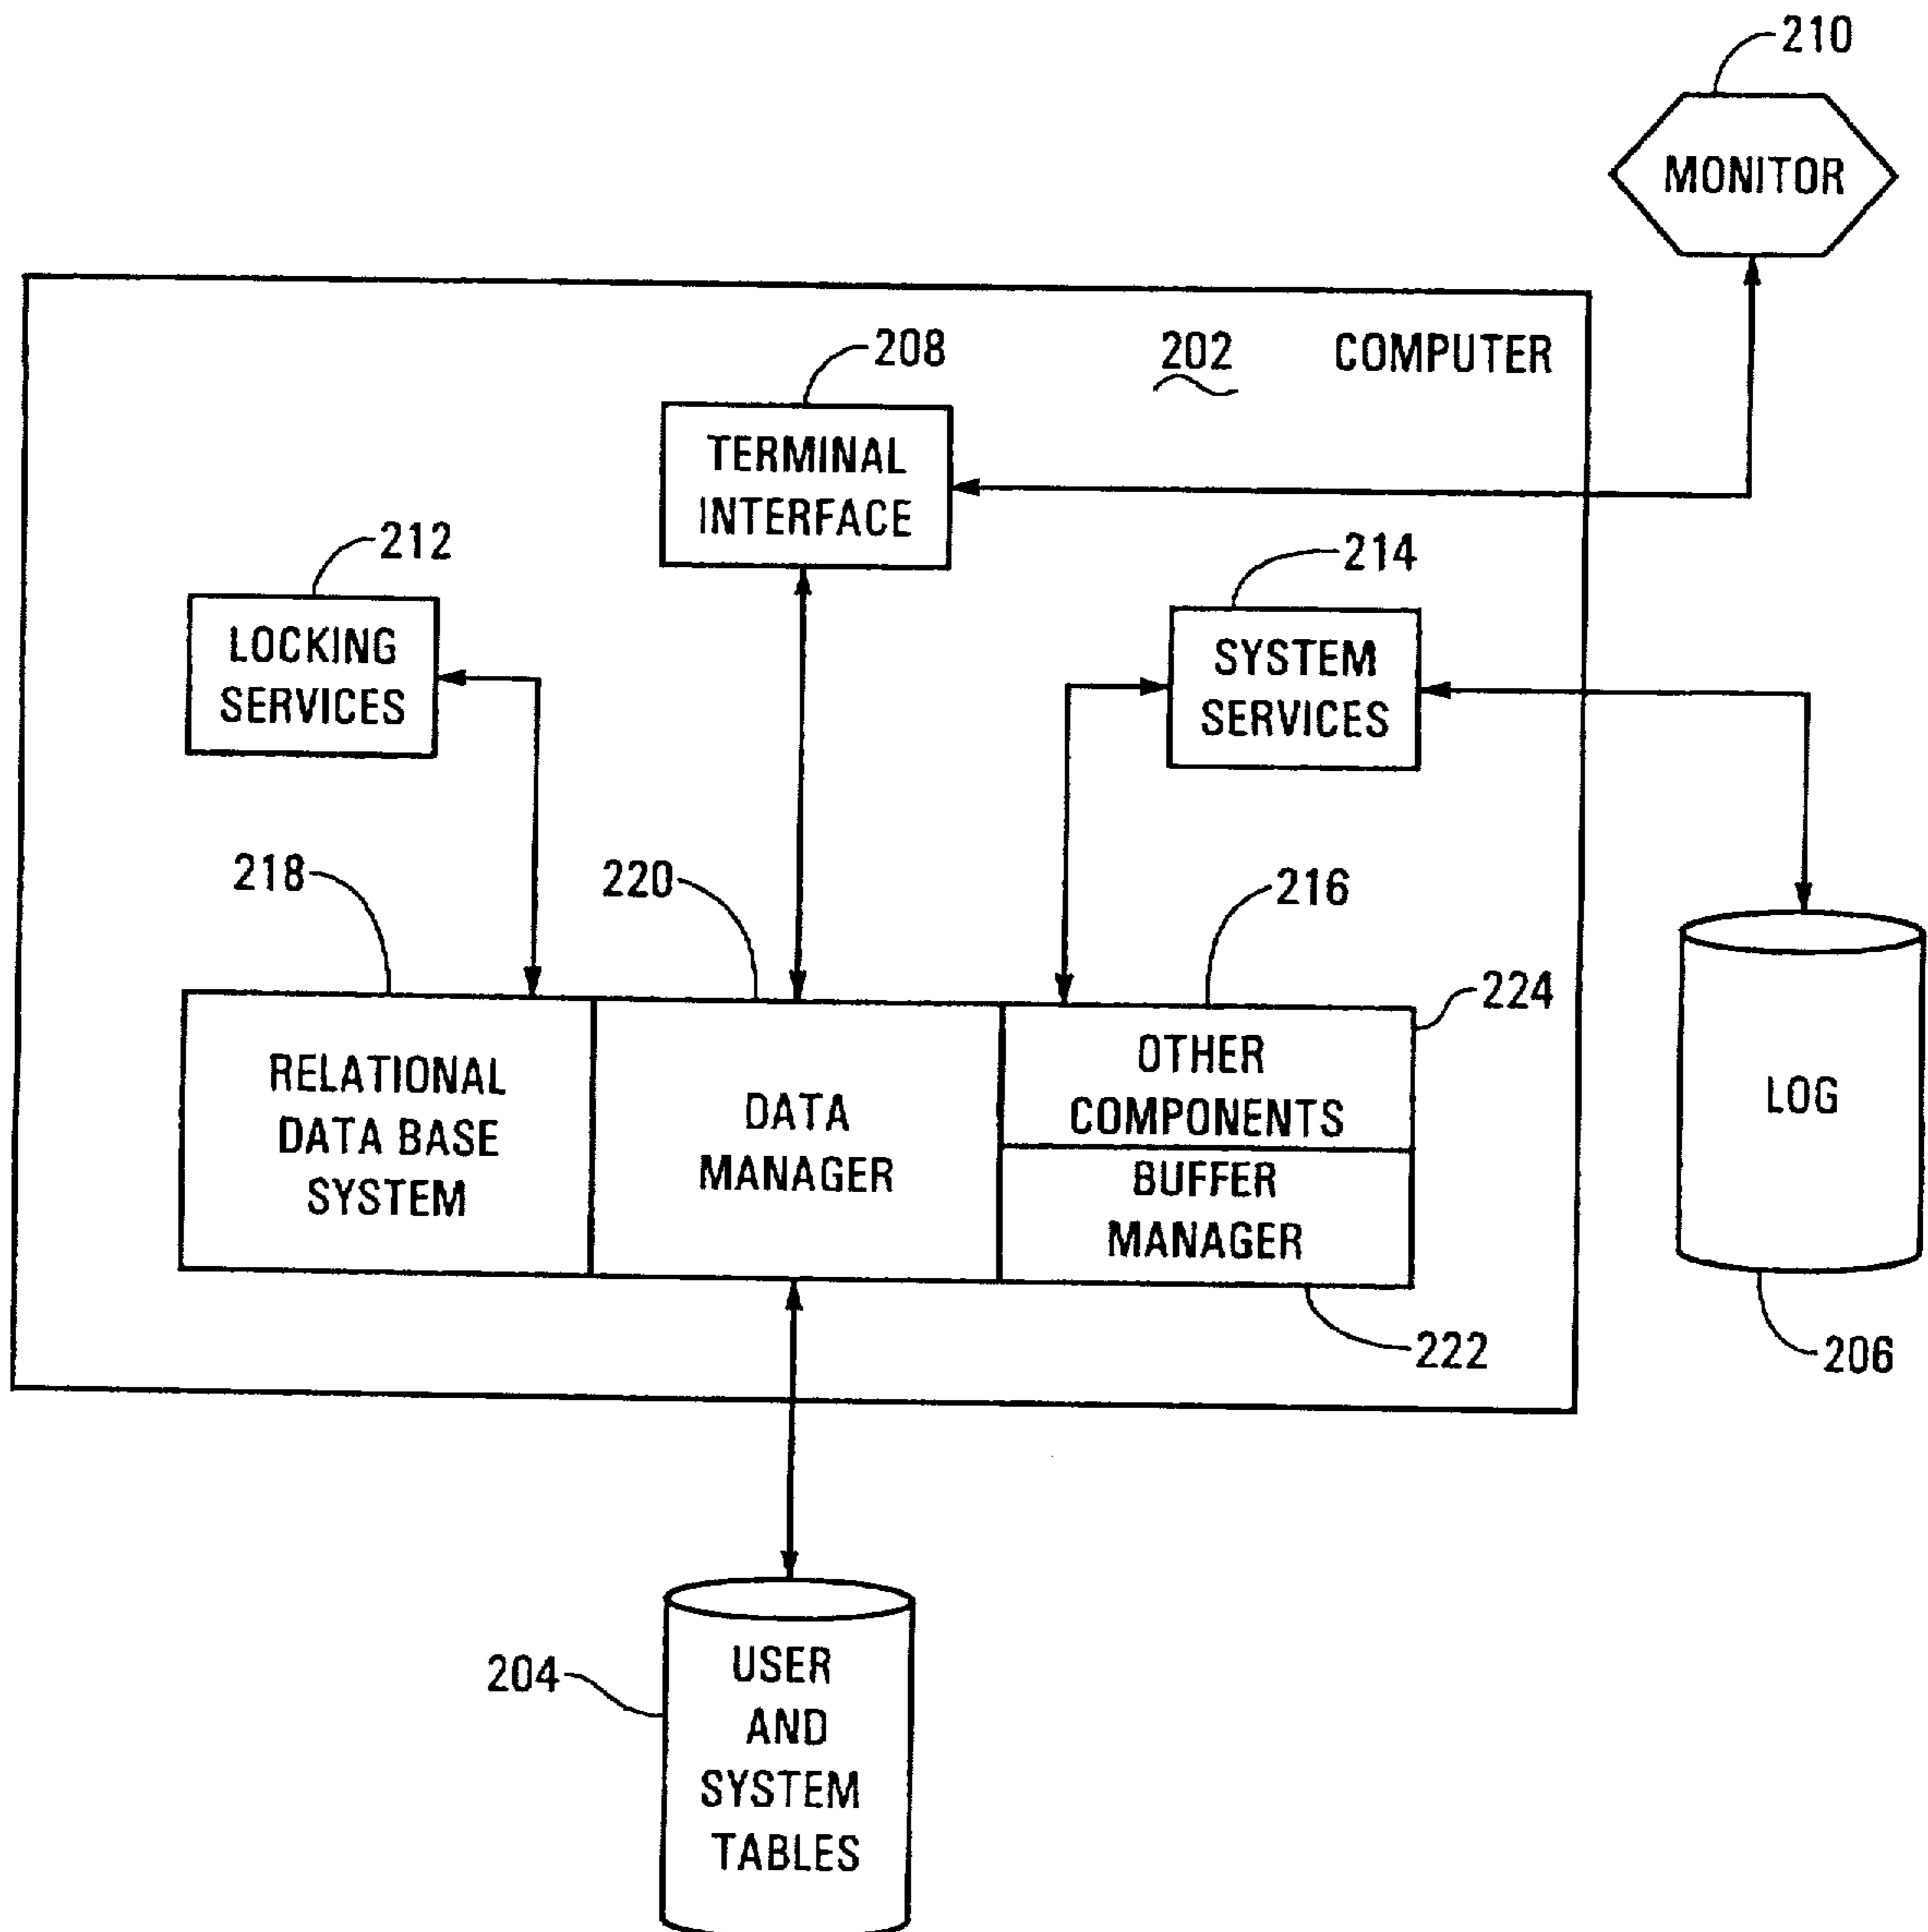 210
MONITOR
202 COMPUTER
208
TERMINAL
INTERFACE
212
LOCKING
SERVICES
214
SYSTEM
SERVICES
218
220
216
224
RELATIONAL
DATA BASE
SYSTEM
DATA
MANAGER
OTHER
COMPONENTS
BUFFER
MANAGER
222
LOG
206
204
USER
AND
SYSTEM
TABLES